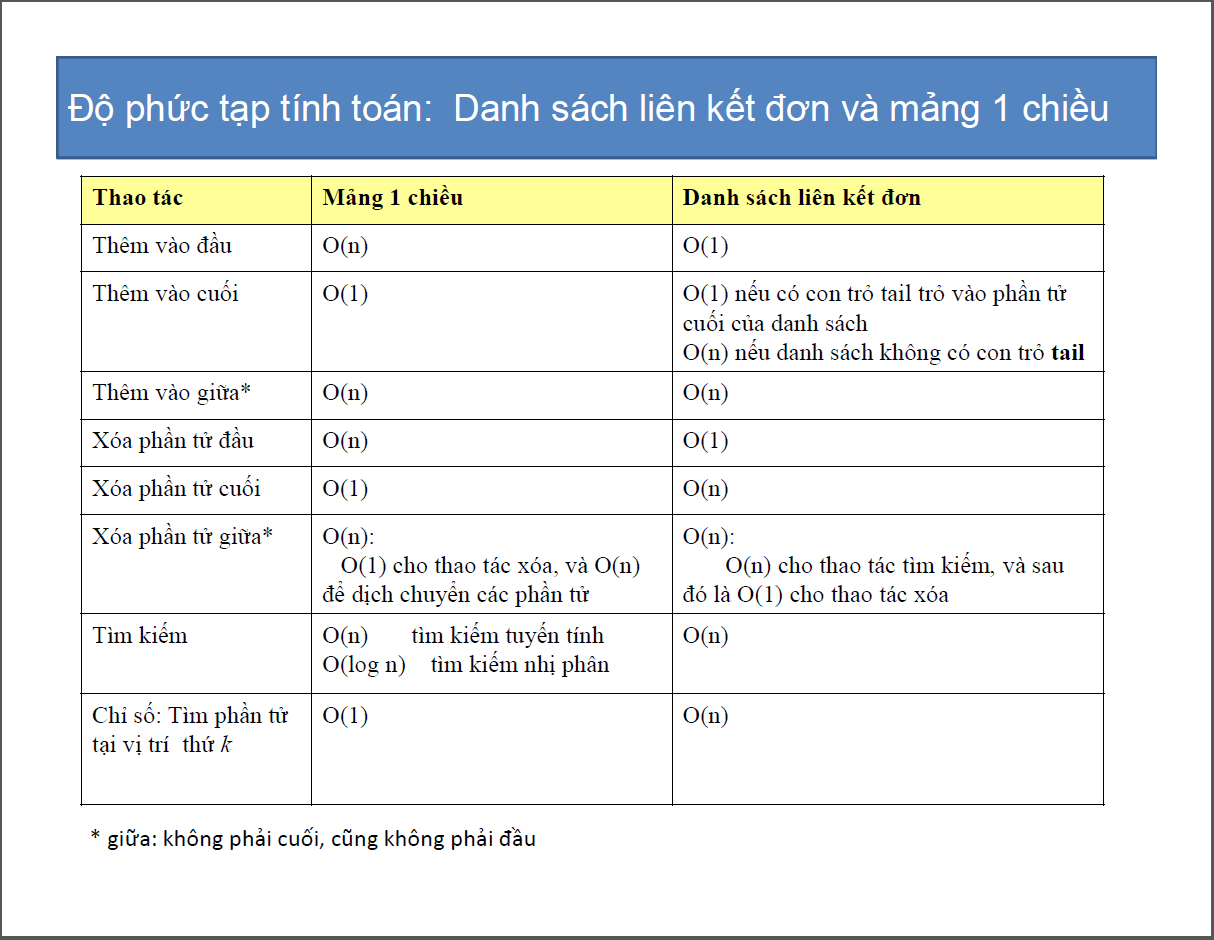 Độ phức tạp tính toán: Danh sách liên kết đơn và mảng 1 chiều
Thao tác Mảng 1 chiều Danh sách liên kết đơn
Thêm vào đầu O(n) O(1)
Thêm vào cuối O(1) O(1) nếu có con trỏ tail trỏ vào phần tử
cuối của danh sách
O(n) nếu danh sách không có con trỏ tail
Thêm vào giữa* O(n) O(n)
Xóa phần tử đầu O(n) O(1)
Xóa phần tử cuối O(1) O(n)
Xóa phần tử giữa* O(n): O(n):
O(1) cho thao tác xóa, và O(n) O(n) cho thao tác tìm kiếm, và sau
để dịch chuyển các phần tử đó là O(1) cho thao tác xóa
Tìm kiếm O(n) tìm kiếm tuyến tính O(n)
O(log n) tìm kiếm nhị phân
Chỉ số: Tìm phần tử O(1) O(n)
tại vị trí thứ k
* giữa: không phải cuối, cũng không phải đầu